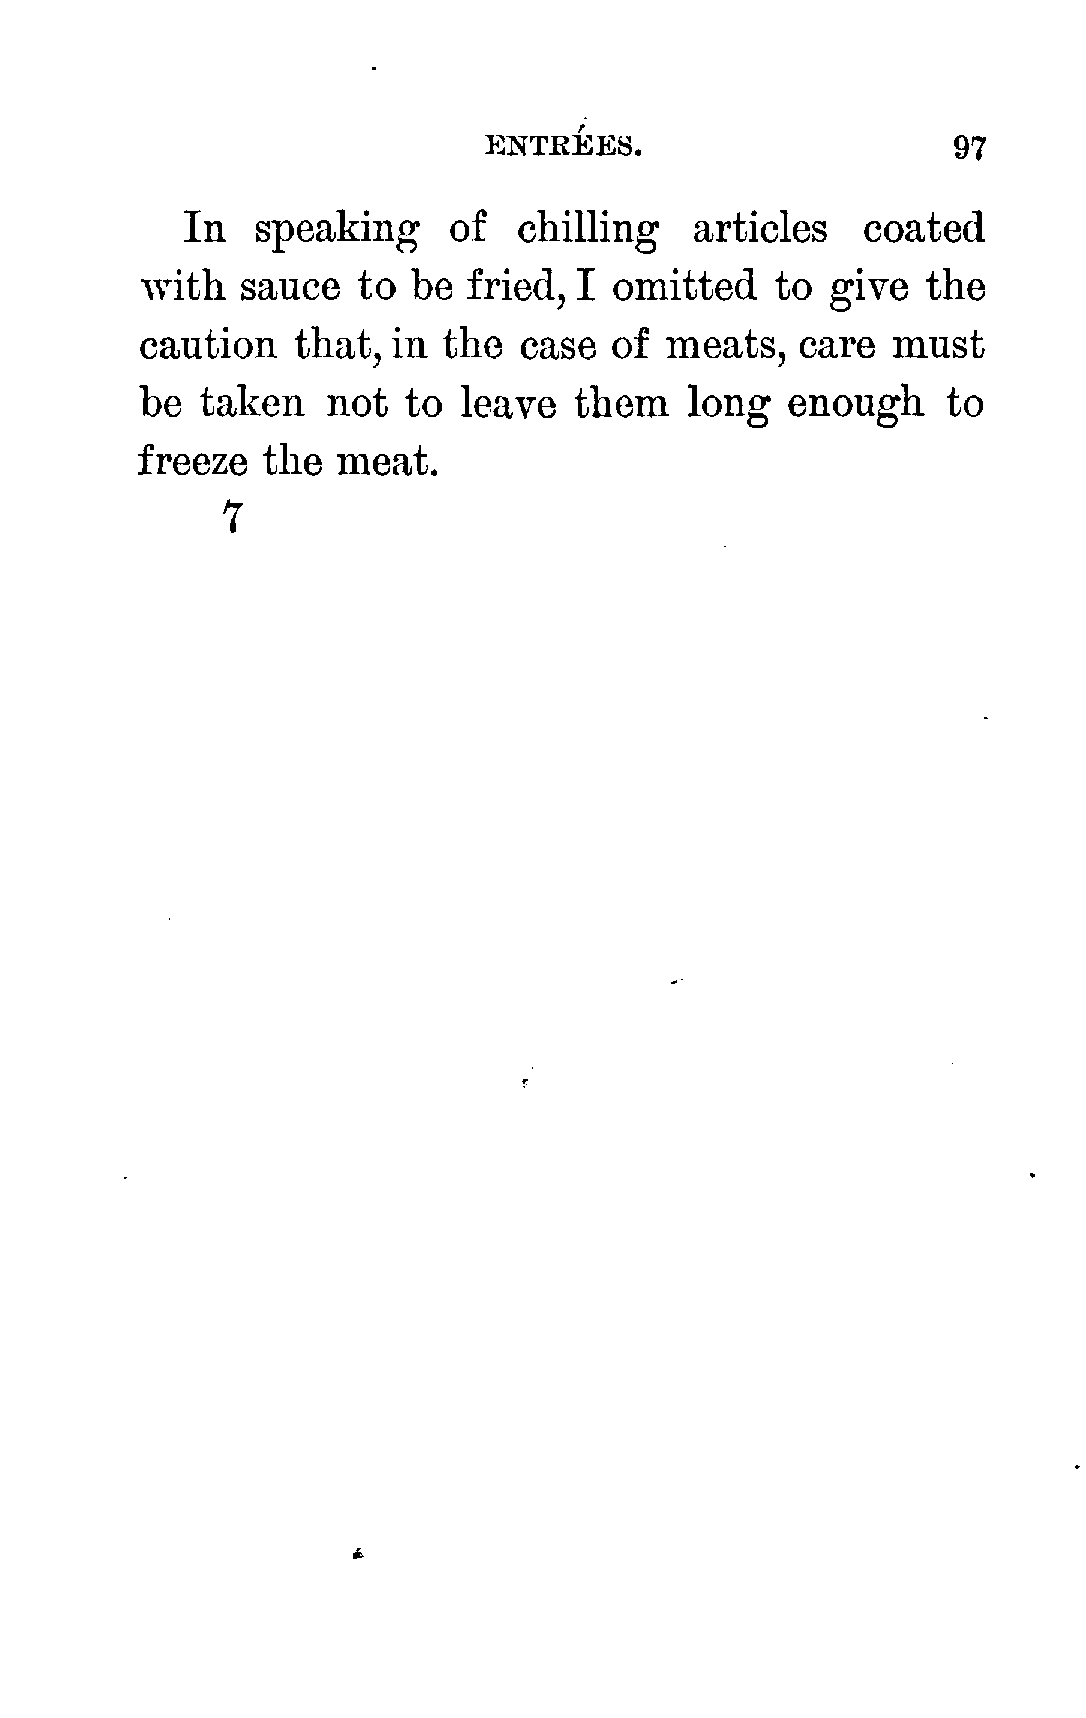 ENTRÉES. 97
In speaking of chilling articles coated
with sauce to be fried, I omitted to give the
caution that, in the case of meats, care must
be taken not to leave them long enough to
freeze the meat.
7